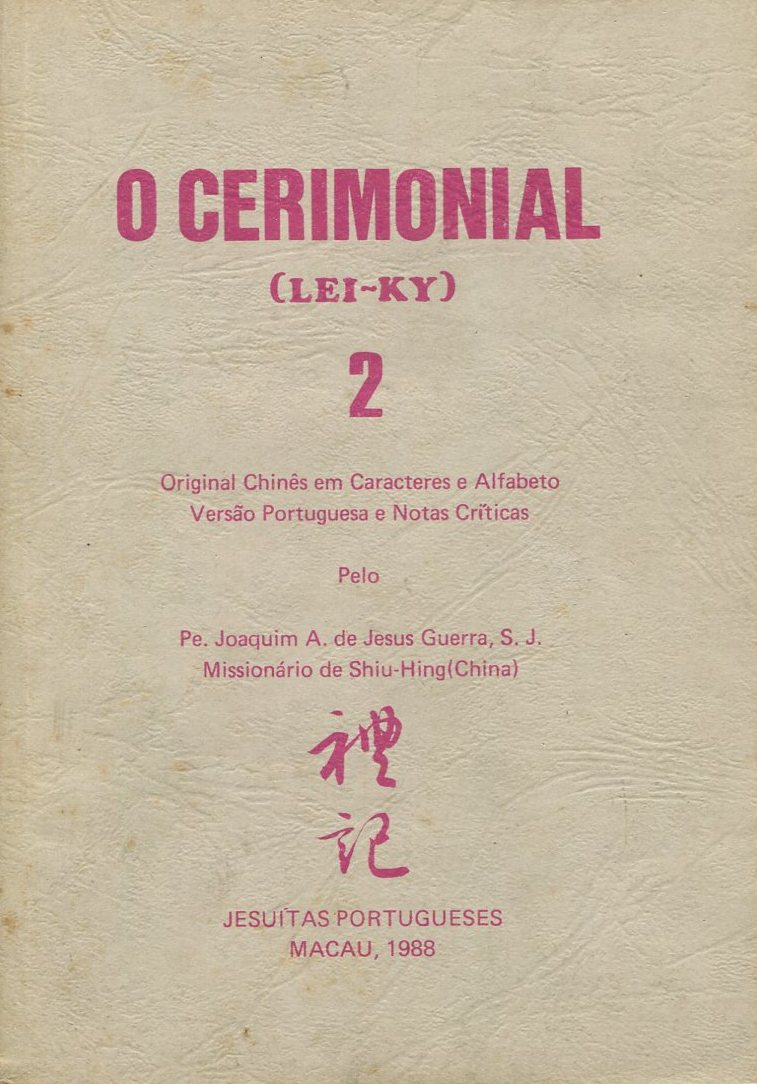 O CERIMONIAL
(LEI~KY)
2
Original Chinês em Caracteres e Alfabeto
Versão Portuguesa e Notas Críticas
Pelo
Pe. Joaquim A. de Jesus Guerra, S. J.
Missionário de Shiu-Hing(China)
禮
記
JESUÍTAS PORTUGUESES
MACAU, 1988